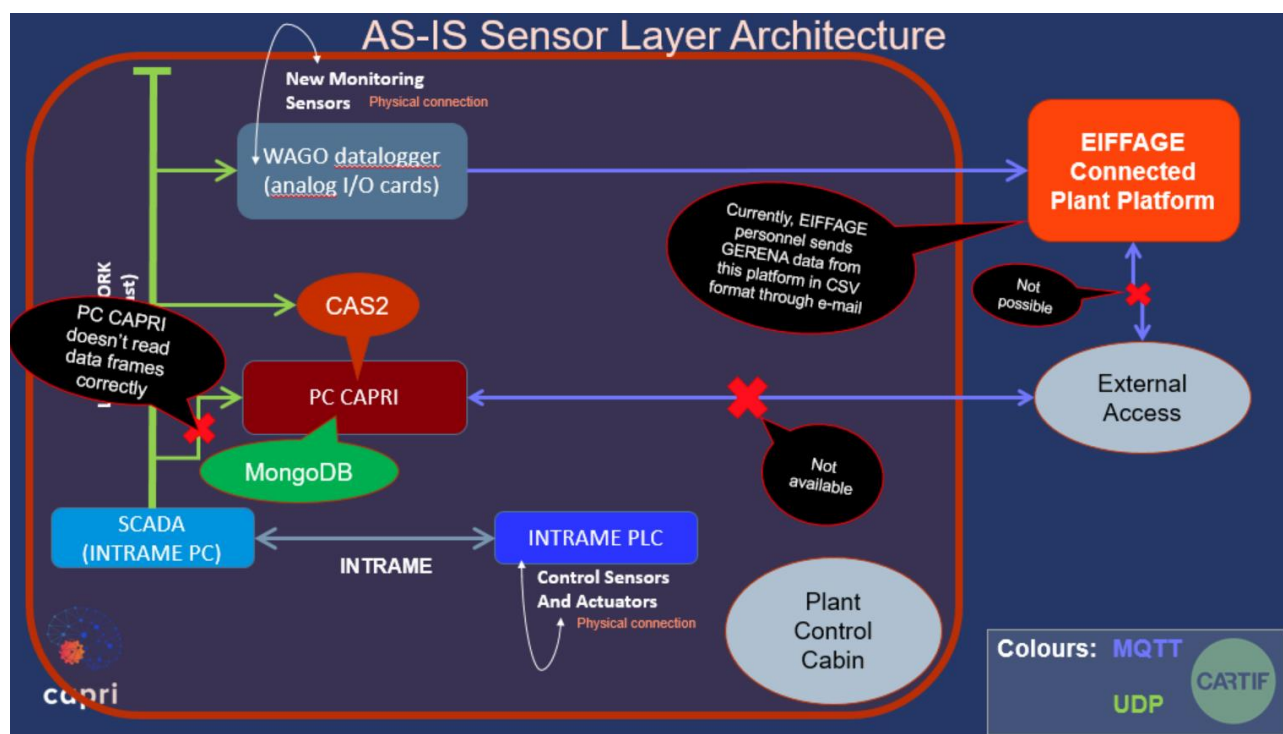 AS-IS Sensor Layer Architecture
New Monitoring
Sensors Physical connection
WAGO datalogger
(analog I/O cards)
EIFFAGE
Connected
Plant Platform
Currently, EIFFAGE
personnel sends
GERENA data from
this platform in CSV
format through e-mail
Not
possible
CAS2
PC CAPRI
doesn't read
data frames
correctly
PC CAPRI
External
Access
MongoDB
Not
available
SCADA
(INTRAME PC)
INTRAME
INTRAME PLC
Control Sensors
And Actuators
Physical connection
Plant
Control
Cabin
capri
Colours: MQTT
UDP
CARTIF